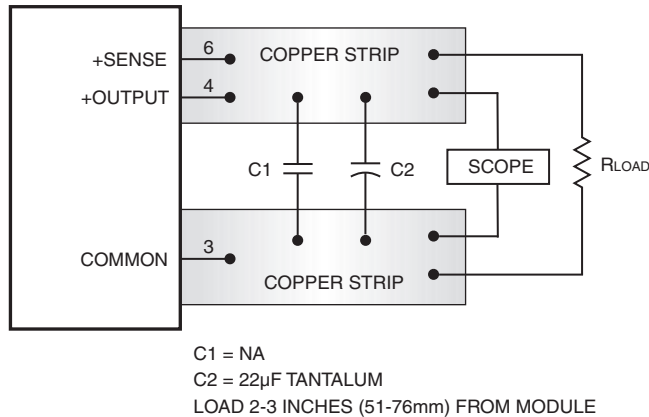 +SENSE
6
COPPER STRIP
+OUTPUT
4
C1
C2
SCOPE
RLOAD
COMMON
3
COPPER STRIP
C1 = NA
C2 = 22µF TANTALUM
LOAD 2-3 INCHES (51-76mm) FROM MODULE